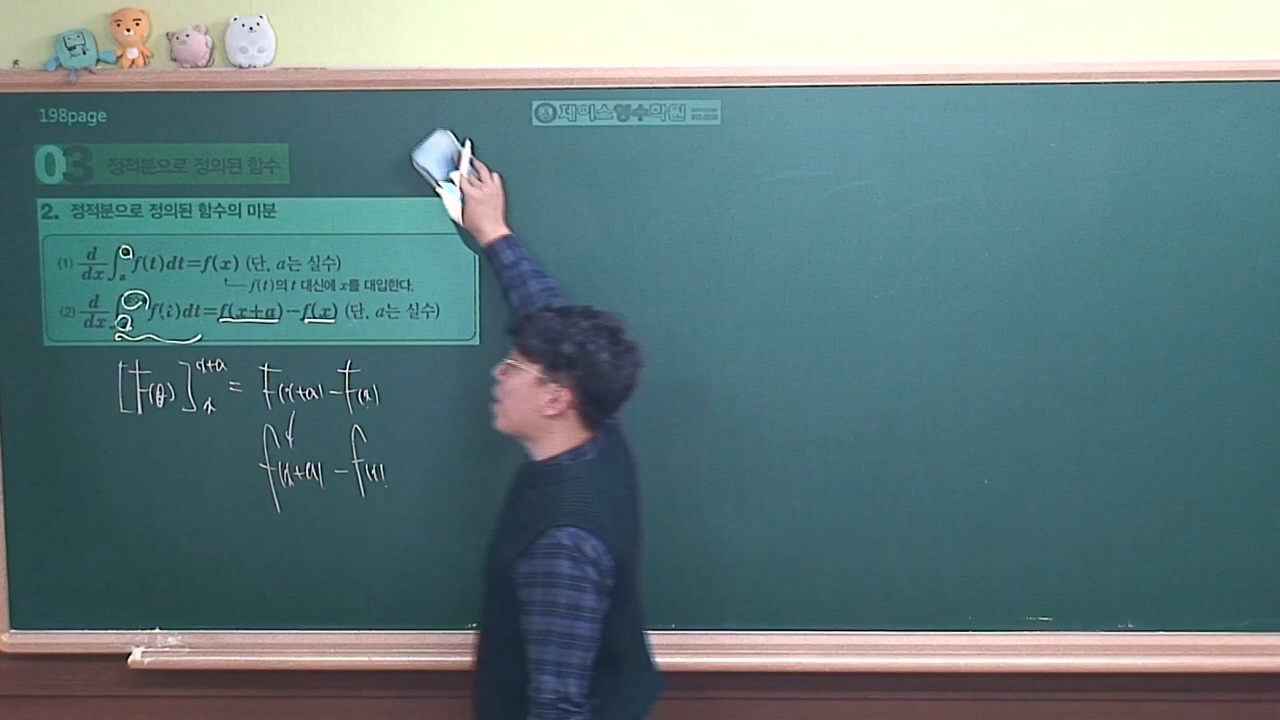 198page
제이스영수학원
03 정적분으로 정의된 함수
2. 정적분으로 정의된 함수의 미분
(1) d/dx ∫ₐ f(t)dt=f(x) (단, a는 실수)
f(t)의 t 대신에 x를 대입한다.
(2) d/dx ∫ f(t)dt=f(x+a)-f(x) (단, a는 실수)
[F(t)]ₓˣ⁺ᵃ = F(x+a) - F(x)
f(x+a) - f(x)